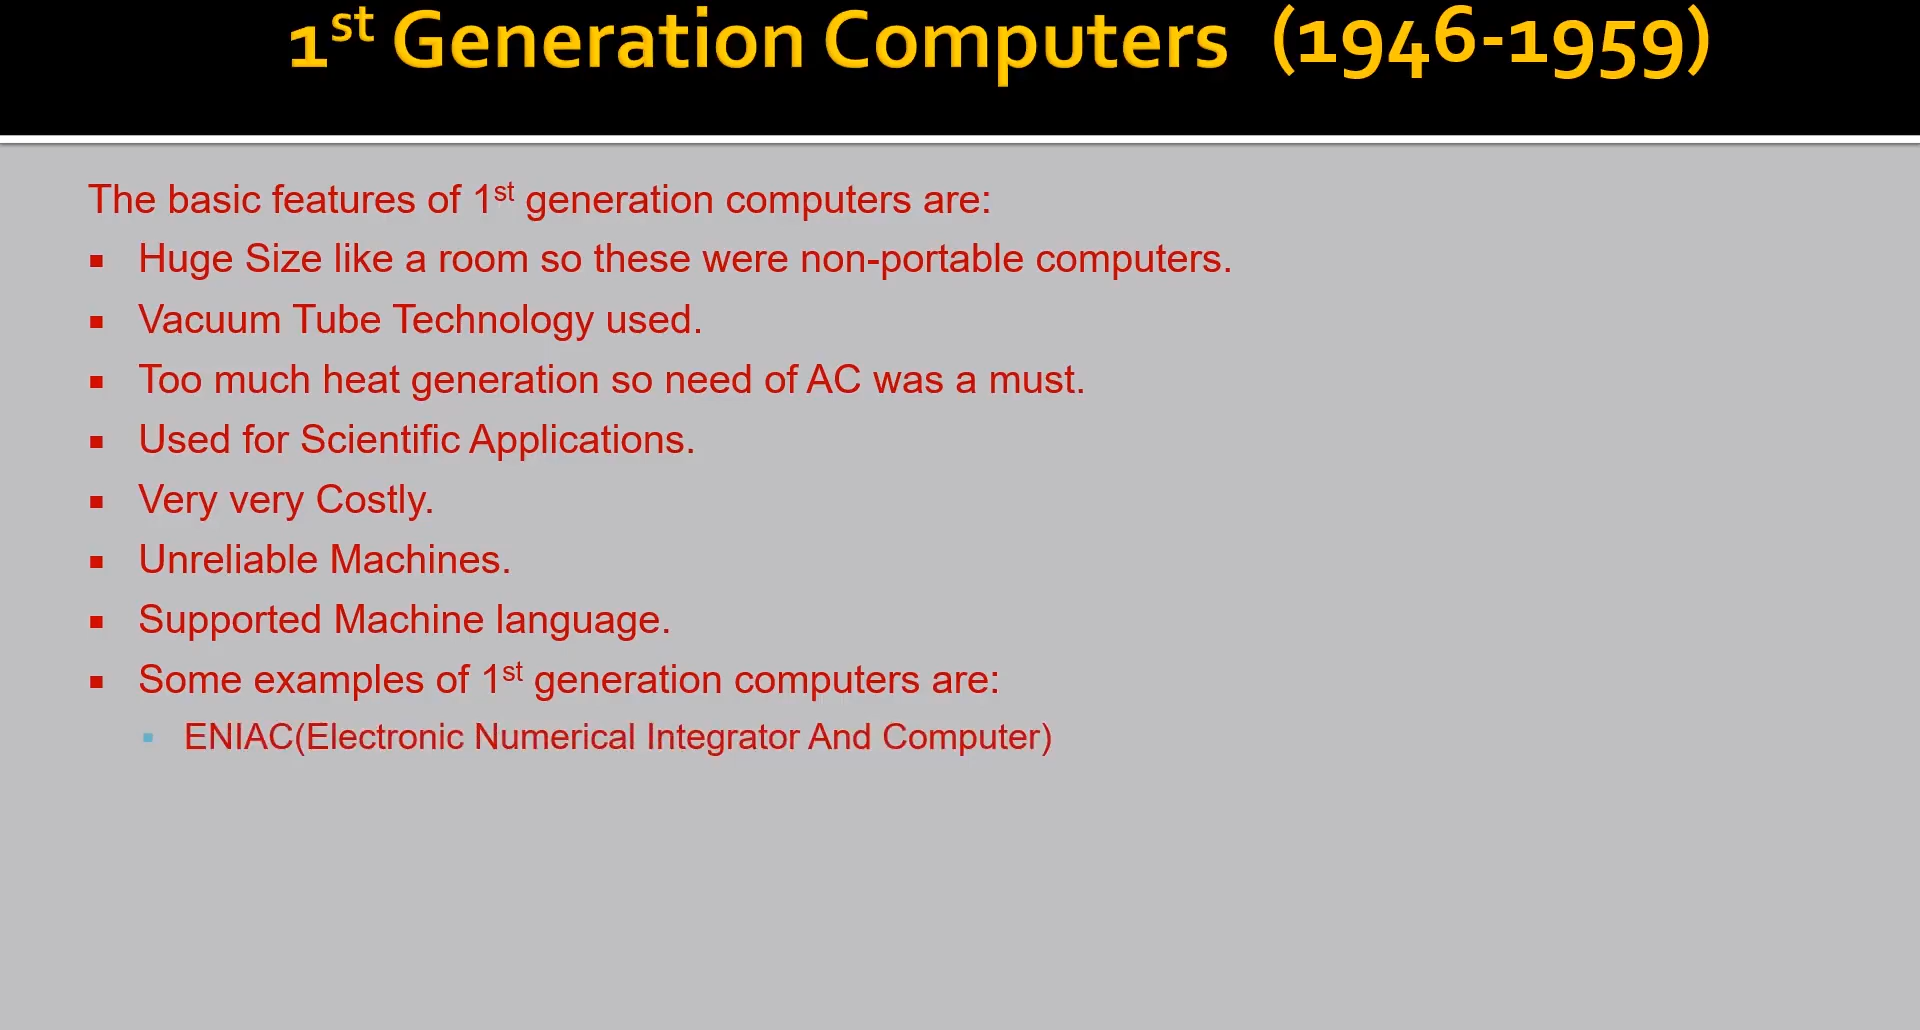 1st Generation Computers (1946-1959)
The basic features of 1st generation computers are:
Huge Size like a room so these were non-portable computers.
Vacuum Tube Technology used.
Too much heat generation so need of AC was a must.
Used for Scientific Applications.
Very very Costly.
Unreliable Machines.
Supported Machine language.
Some examples of 1st generation computers are:
ENIAC(Electronic Numerical Integrator And Computer)